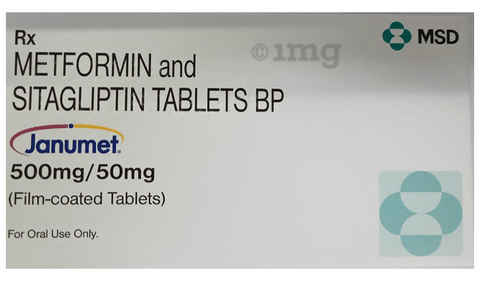 Rx
METFORMIN and
SITAGLIPTIN TABLETS BP
Janumet®
500mg/50mg
(Film-coated Tablets)
For Oral Use Only.
MSD
©1mg